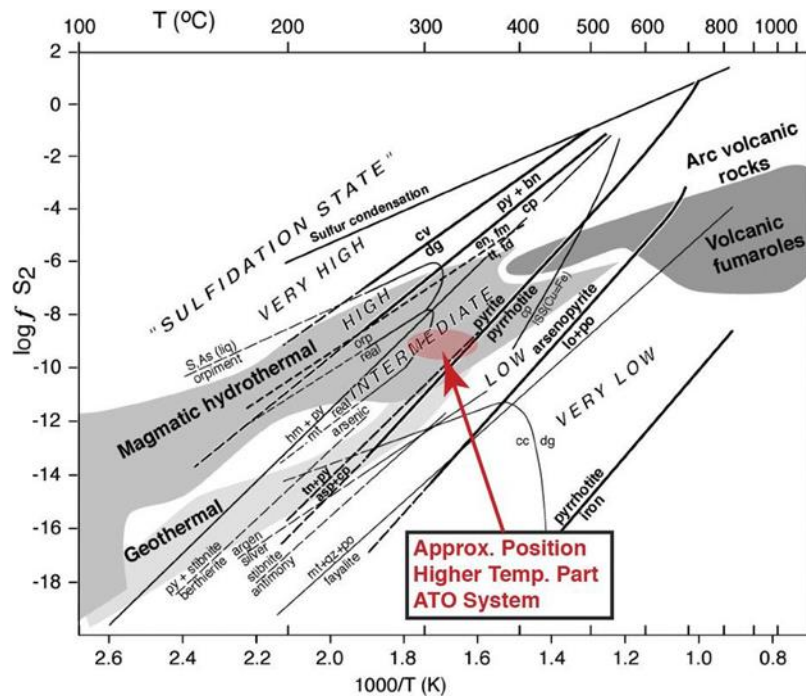 T (ºC)
100 200 300 400 500 600 800 1000
2
0
-2
-4
-6
-8
-10
-12
-14
-16
-18
log f S2
2.6 2.4 2.2 2.0 1.8 1.6 1.4 1.2 1.0 0.8
1000/T (K)
"SULFIDATION STATE"
Sulfur condensation
VERY HIGH
HIGH
INTERMEDIATE
LOW
VERY LOW
Arc volcanic
rocks
Volcanic
fumaroles
Magmatic hydrothermal
Geothermal
cv
dg
py + bn
cp
en, fm
tt, td
S, As (liq)
orpiment
orp
real
pyrite
pyrrhotite
cp
ISS(Cu=Fe)
arsenopyrite
lo+po
hm + py
mt
real
arsenic
tn+py
asp+cp
cc dg
pyrrhotite
iron
py + stibnite
berthierite
argen
silver
stibnite
antimony
mt+qz+po
fayalite
Approx. Position
Higher Temp. Part
ATO System